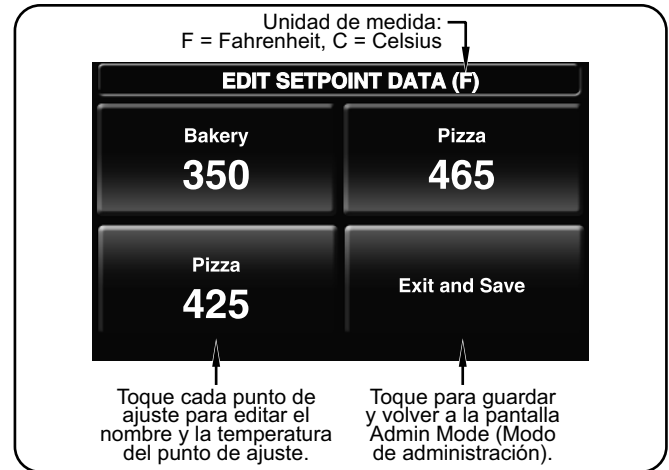 Unidad de medida:
F = Fahrenheit, C = Celsius
EDIT SETPOINT DATA (F)
Bakery
350
Pizza
465
Pizza
425
Exit and Save
Toque cada punto de
ajuste para editar el
nombre y la temperatura
del punto de ajuste.
Toque para guardar
y volver a la pantalla
Admin Mode (Modo
de administración).